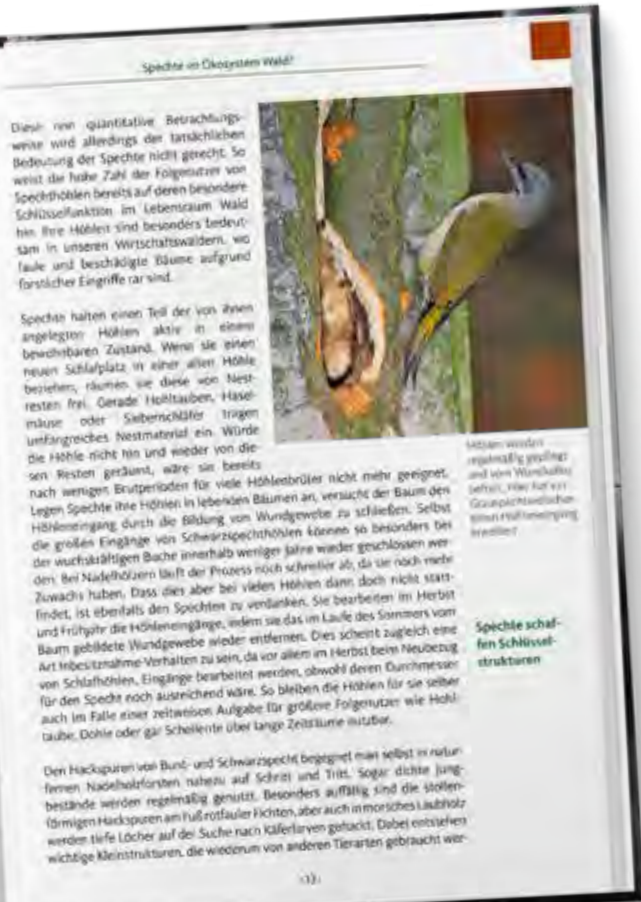 Spechte im Ökosystem Wald?
Diese rein quantitative Betrachtungs-
weise wird allerdings der tatsächlichen
Bedeutung der Spechte nicht gerecht. So
weist die hohe Zahl der Folgenutzer von
Spechthöhlen bereits auf deren besondere
Schlüsselfunktion im Lebensraum Wald
hin. Ihre Höhlen sind besonders bedeut-
sam in unseren Wirtschaftswäldern, wo
faule und beschädigte Bäume aufgrund
forstlicher Eingriffe rar sind.
Spechte halten einen Teil der von ihnen
angelegten Höhlen aktiv in einem
bewohnbaren Zustand. Wenn sie einen
neuen Schlafplatz in einer alten Höhle
beziehen, räumen sie diese von Nest-
resten frei. Gerade Hohltauben, Hasel-
mäuse oder Siebenschläfer tragen
umfangreiches Nestmaterial ein. Würde
die Höhle nicht hin und wieder von die-
sen Resten geräumt, wäre sie bereits
nach wenigen Brutperioden für viele Höhlenbrüter nicht mehr geeignet.
Legen Spechte ihre Höhlen in lebenden Bäumen an, versucht der Baum den
Höhleneingang durch die Bildung von Wundgewebe zu schließen. Selbst
die großen Eingänge von Schwarzspechthöhlen können so besonders bei
der wuchskräftigen Buche innerhalb weniger Jahre wieder geschlossen wer-
den. Bei Nadelhölzern läuft der Prozess noch schneller ab, da sie noch mehr
Zuwachs haben. Dass dies aber bei vielen Höhlen dann doch nicht statt-
findet, ist ebenfalls den Spechten zu verdanken. Sie bearbeiten im Herbst
und Frühjahr die Höhleneingänge, indem sie das im Laufe des Sommers vom
Baum gebildete Wundgewebe wieder entfernen. Dies scheint zugleich eine
Art Inbesitznahme-Verhalten zu sein, da vor allem im Herbst beim Neubezug
von Schlafhöhlen, Eingänge bearbeitet werden, obwohl deren Durchmesser
für den Specht noch ausreichend wäre. So bleiben die Höhlen für sie selber
auch im Falle einer zeitweisen Aufgabe für größere Folgenutzer wie Hohl-
taube, Dohle oder gar Schellente über lange Zeiträume nutzbar.
Den Hackspuren von Bunt- und Schwarzspecht begegnet man selbst in natur-
fernen Nadelholzforsten nahezu auf Schritt und Tritt. Sogar dichte Jung-
bestände werden regelmäßig genutzt. Besonders auffällig sind die stollen-
förmigen Hackspuren am Fuß rotfauler Fichten, aber auch in morsches Laubholz
werden tiefe Löcher auf der Suche nach Käferlarven gehackt. Dabei entstehen
wichtige Kleinstrukturen, die wiederum von anderen Tierarten gebraucht wer-
Höhlen werden
regelmäßig gepflegt
und vom Wundkallus
befreit. Hier hat ein
einen Höhleneingang
Spechte schaf-
fen Schlüssel-
strukturen